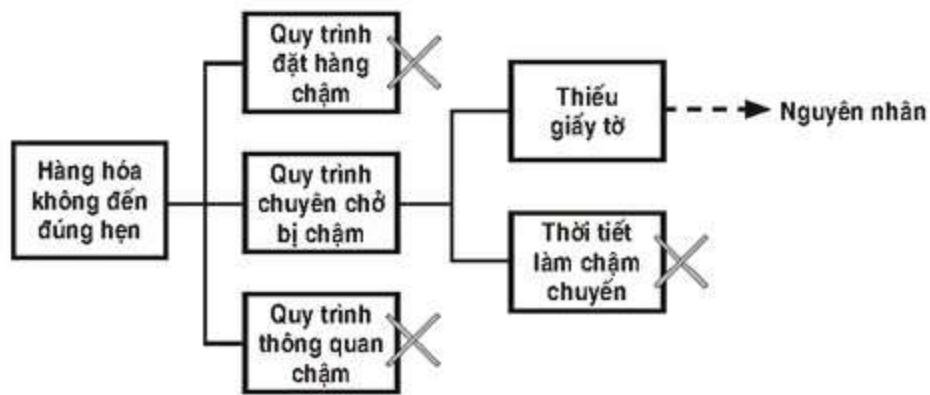 Hàng hóa
không đến
đúng hẹn
Quy trình
đặt hàng
chậm
Quy trình
chuyên chở
bị chậm
Quy trình
thông quan
chậm
Thiếu
giấy tờ
Thời tiết
làm chậm
chuyến
Nguyên nhân